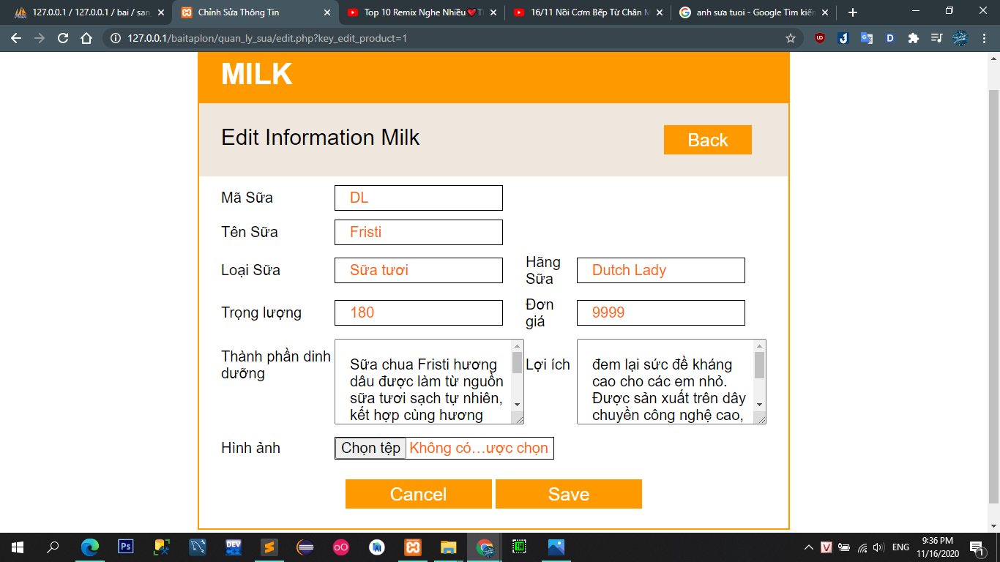 127.0.0.1 / 127.0.0.1 / bai / san
Chỉnh Sửa Thông Tin
Top 10 Remix Nghe Nhiều❤️Ti
16/11 Nồi Cơm Bếp Từ Chân M
anh sưa tuoi - Google Tìm kiếm
127.0.0.1/baitaplon/quan_ly_sua/edit.php?key_edit_product=1
MILK
Edit Information Milk
Back
Mã Sữa
DL
Tên Sữa
Fristi
Loại Sữa
Sữa tươi
Hãng
Sữa
Dutch Lady
Trọng lượng
180
Đơn
giá
9999
Thành phần dinh
dưỡng
Sữa chua Fristi hương
dâu được làm từ nguồn
sữa tươi sạch tự nhiên,
kết hợp cùng hương
Lợi ích
đem lại sức đề kháng
cao cho các em nhỏ.
Được sản xuất trên dây
chuyền công nghệ cao,
Hình ảnh
Chọn tệp
Không có…ược chọn
Cancel
Save
Ps
DEV
ENG
9:36 PM
11/16/2020
1